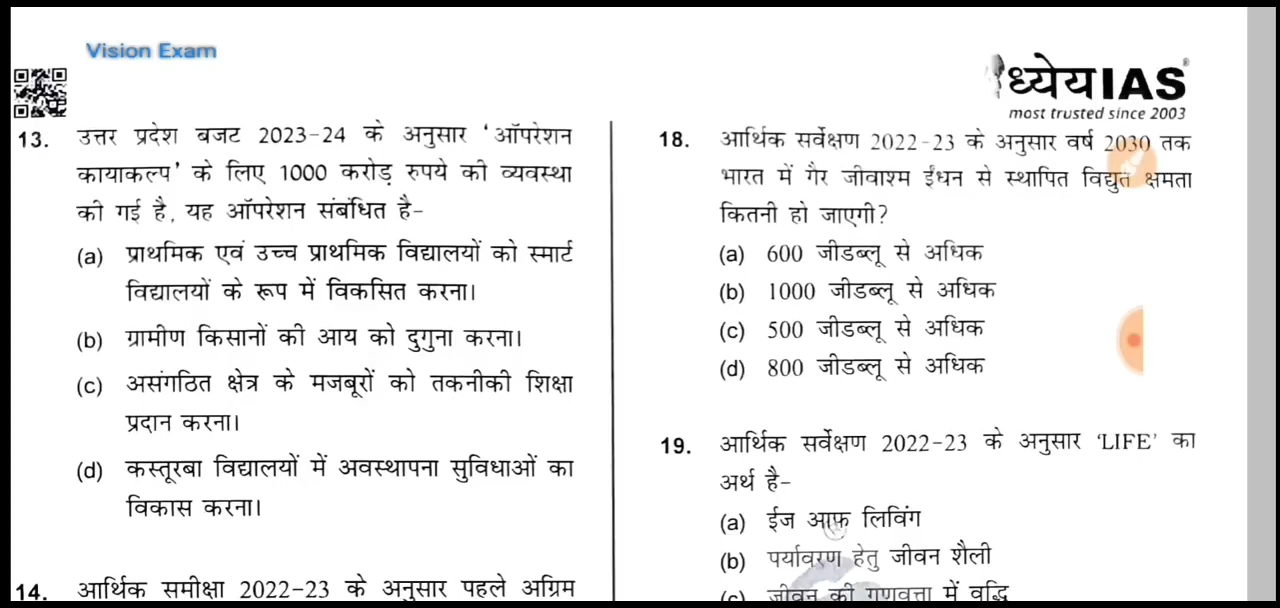 Vision Exam
ध्येयIAS
most trusted since 2003
13. उत्तर प्रदेश बजट 2023-24 के अनुसार 'ऑपरेशन
कायाकल्प' के लिए 1000 करोड़ रुपये की व्यवस्था
की गई है, यह ऑपरेशन संबंधित है-
(a) प्राथमिक एवं उच्च प्राथमिक विद्यालयों को स्मार्ट
विद्यालयों के रूप में विकसित करना।
(b) ग्रामीण किसानों की आय को दुगुना करना।
(c) असंगठित क्षेत्र के मजबूरों को तकनीकी शिक्षा
प्रदान करना।
(d) कस्तूरबा विद्यालयों में अवस्थापना सुविधाओं का
विकास करना।
14. आर्थिक समीक्षा 2022-23 के अनुसार पहले अग्रिम
18. आर्थिक सर्वेक्षण 2022-23 के अनुसार वर्ष 2030 तक
भारत में गैर जीवाश्म ईंधन से स्थापित विद्युत क्षमता
कितनी हो जाएगी?
(a) 600 जीडब्लू से अधिक
(b) 1000 जीडब्लू से अधिक
(c) 500 जीडब्लू से अधिक
(d) 800 जीडब्लू से अधिक
19. आर्थिक सर्वेक्षण 2022-23 के अनुसार 'LIFE' का
अर्थ है-
(a) ईज आफ़ लिविंग
(b) पर्यावरण हेतु जीवन शैली
(c) जीवन की गुणवत्ता में वृद्धि